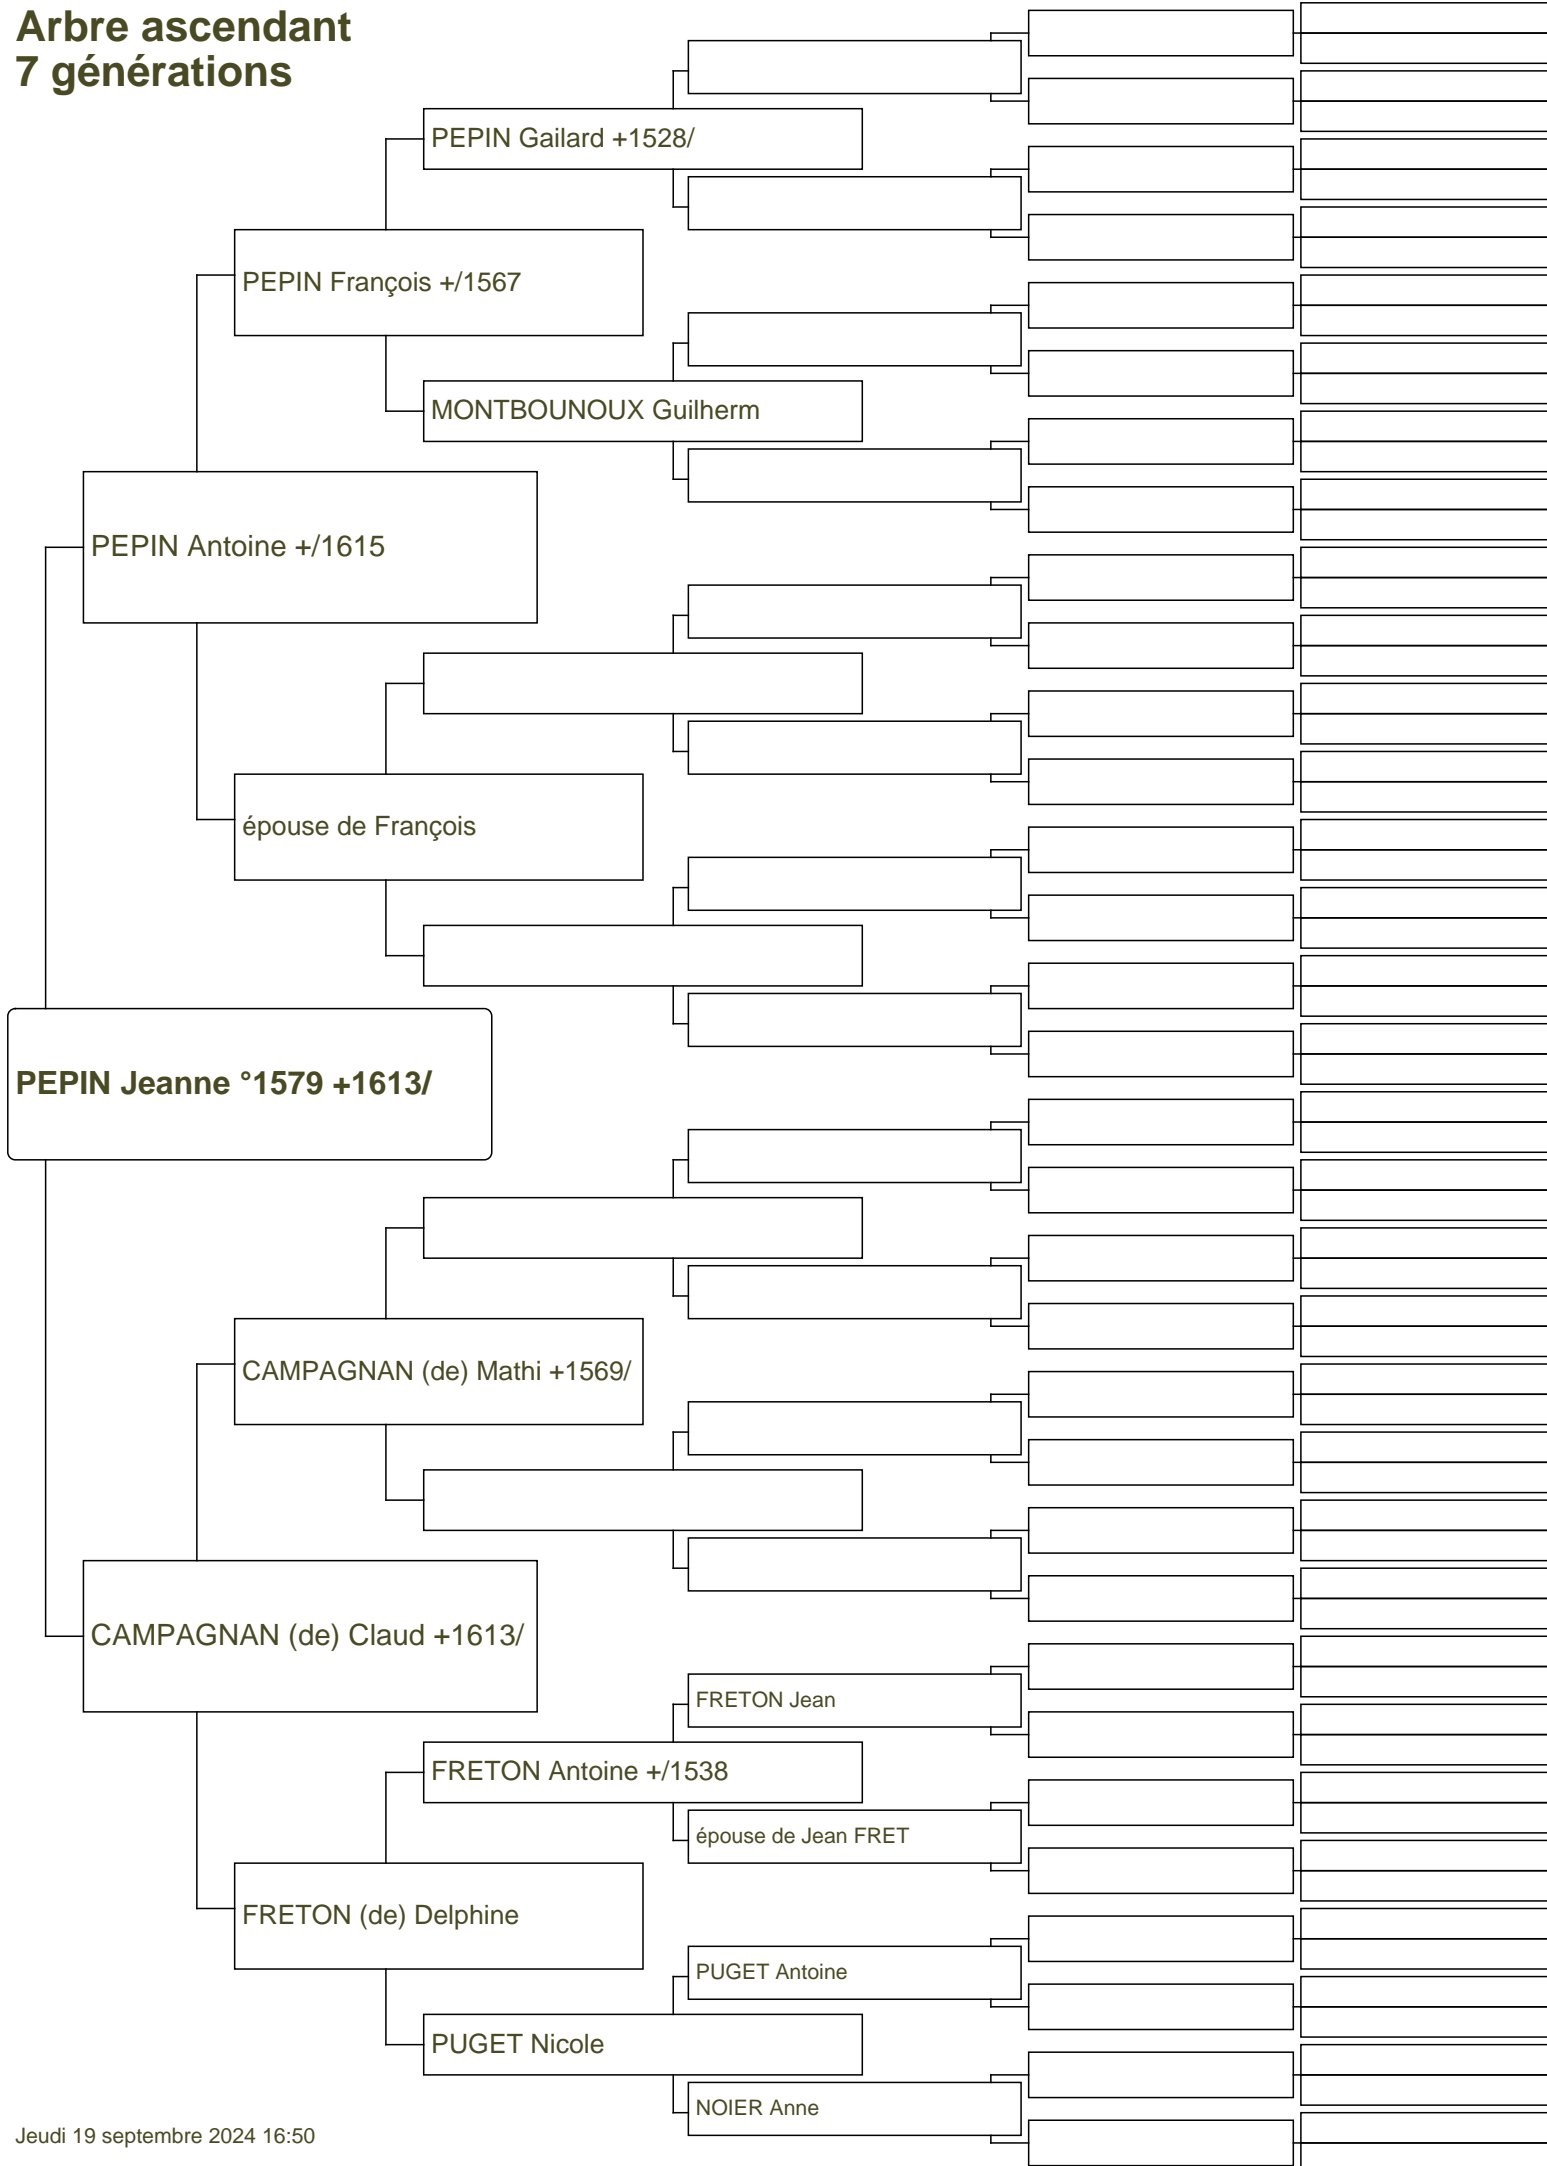 Arbre ascendant
7 générations
PEPIN Gailard +1528/
PEPIN François +/1567
MONTBOUNOUX Guilherm
PEPIN Antoine +/1615
épouse de François
PEPIN Jeanne °1579 +1613/
CAMPAGNAN (de) Mathi +1569/
CAMPAGNAN (de) Claud +1613/
FRETON Jean
FRETON Antoine +/1538
épouse de Jean FRET
FRETON (de) Delphine
PUGET Antoine
PUGET Nicole
NOIER Anne
Jeudi 19 septembre 2024 16:50